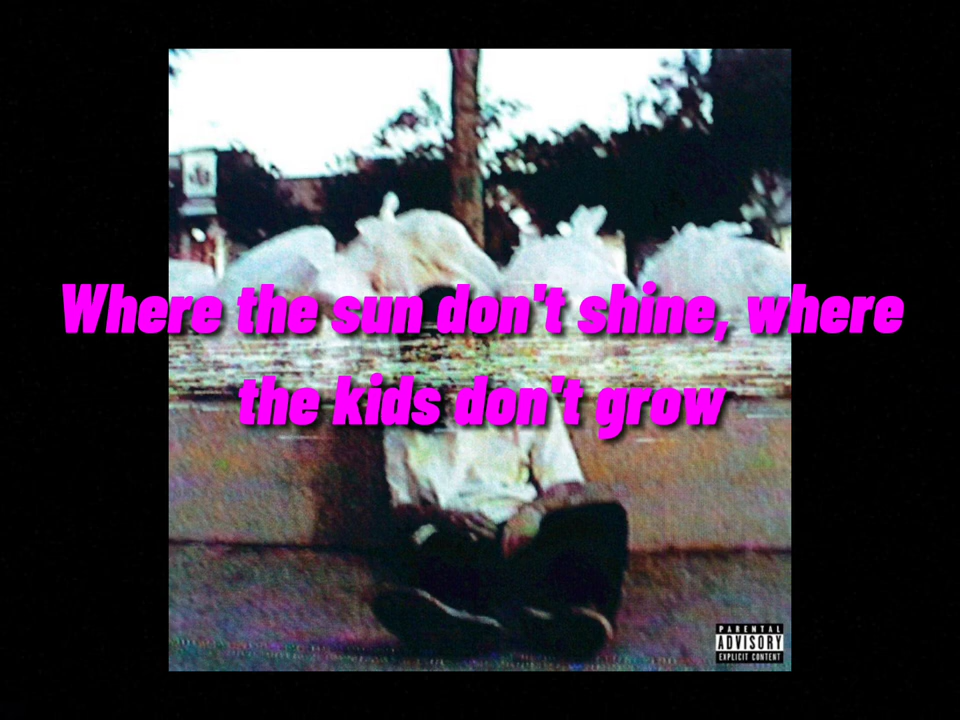 Where the sun don't shine, where
the kids don't grow
PARENTAL
ADVISORY
EXPLICIT CONTENT